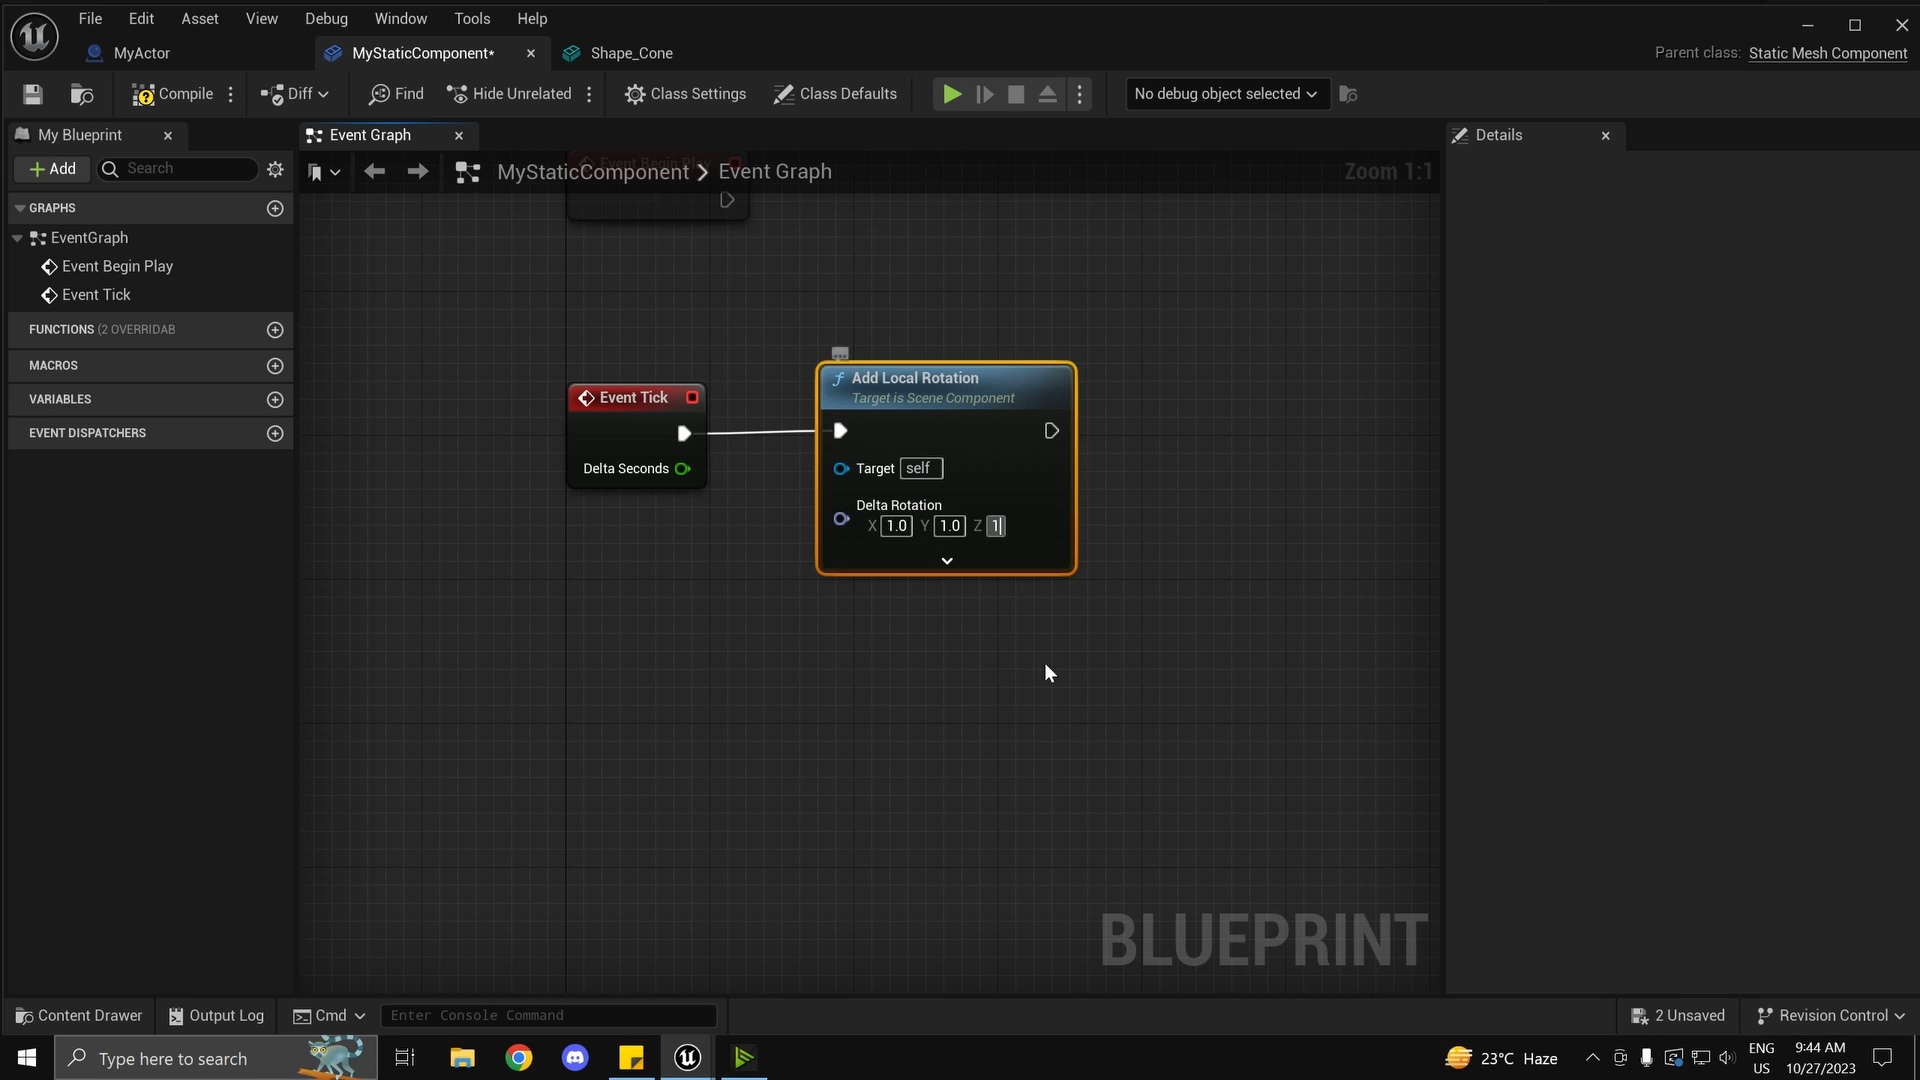 File Edit Asset View Debug Window Tools Help
MyActor MyStaticComponent* Shape_Cone Parent class: Static Mesh Component
Compile Diff Find Hide Unrelated Class Settings Class Defaults No debug object selected
My Blueprint Event Graph Details
Add Search MyStaticComponent > Event Graph Zoom 1:1
Event Begin Play
GRAPHS
EventGraph
Event Begin Play
Event Tick
FUNCTIONS (2 OVERRIDAB
MACROS
VARIABLES
EVENT DISPATCHERS
Event Tick
Delta Seconds
f Add Local Rotation
Target is Scene Component
Target self
Delta Rotation
X 1.0 Y 1.0 Z 1
BLUEPRINT
Content Drawer Output Log Cmd Enter Console Command 2 Unsaved Revision Control
Type here to search 23°C Haze ENG US 9:44 AM 10/27/2023